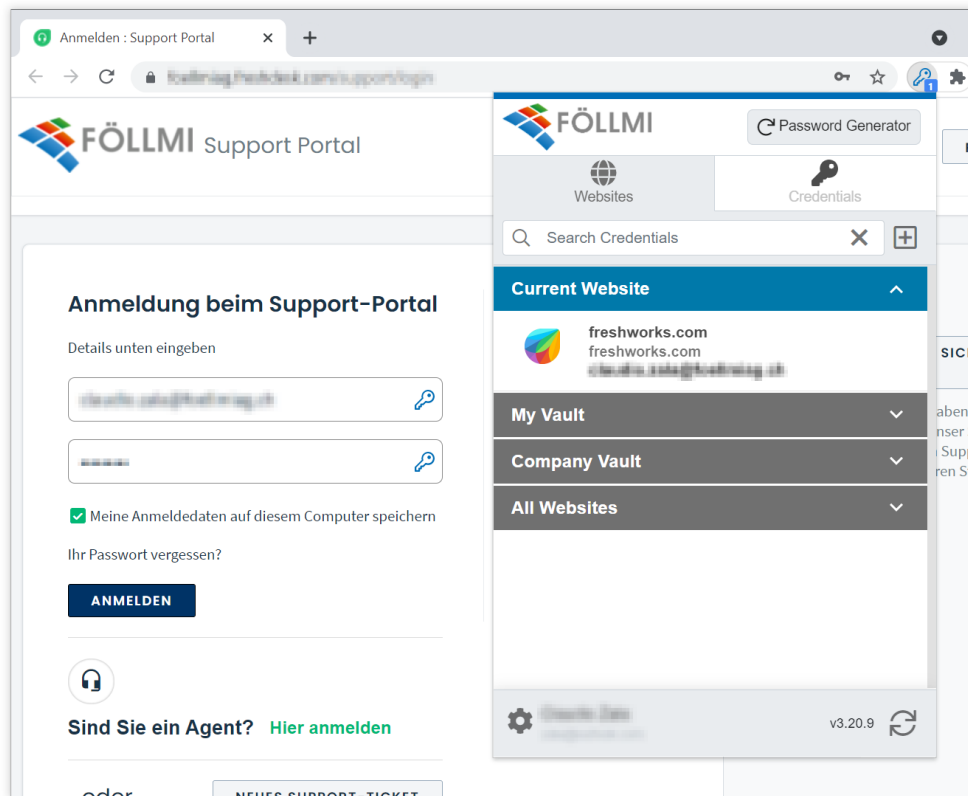 Anmelden : Support Portal
1
FÖLLMI Support Portal
FÖLLMI
Password Generator
Websites
Credentials
Search Credentials
Current Website
freshworks.com
freshworks.com
My Vault
Company Vault
All Websites
v3.20.9
Anmeldung beim Support-Portal
Details unten eingeben
Meine Anmeldedaten auf diesem Computer speichern
Ihr Passwort vergessen?
ANMELDEN
Sind Sie ein Agent? Hier anmelden
oder
NEUES SUPPORT-TICKET